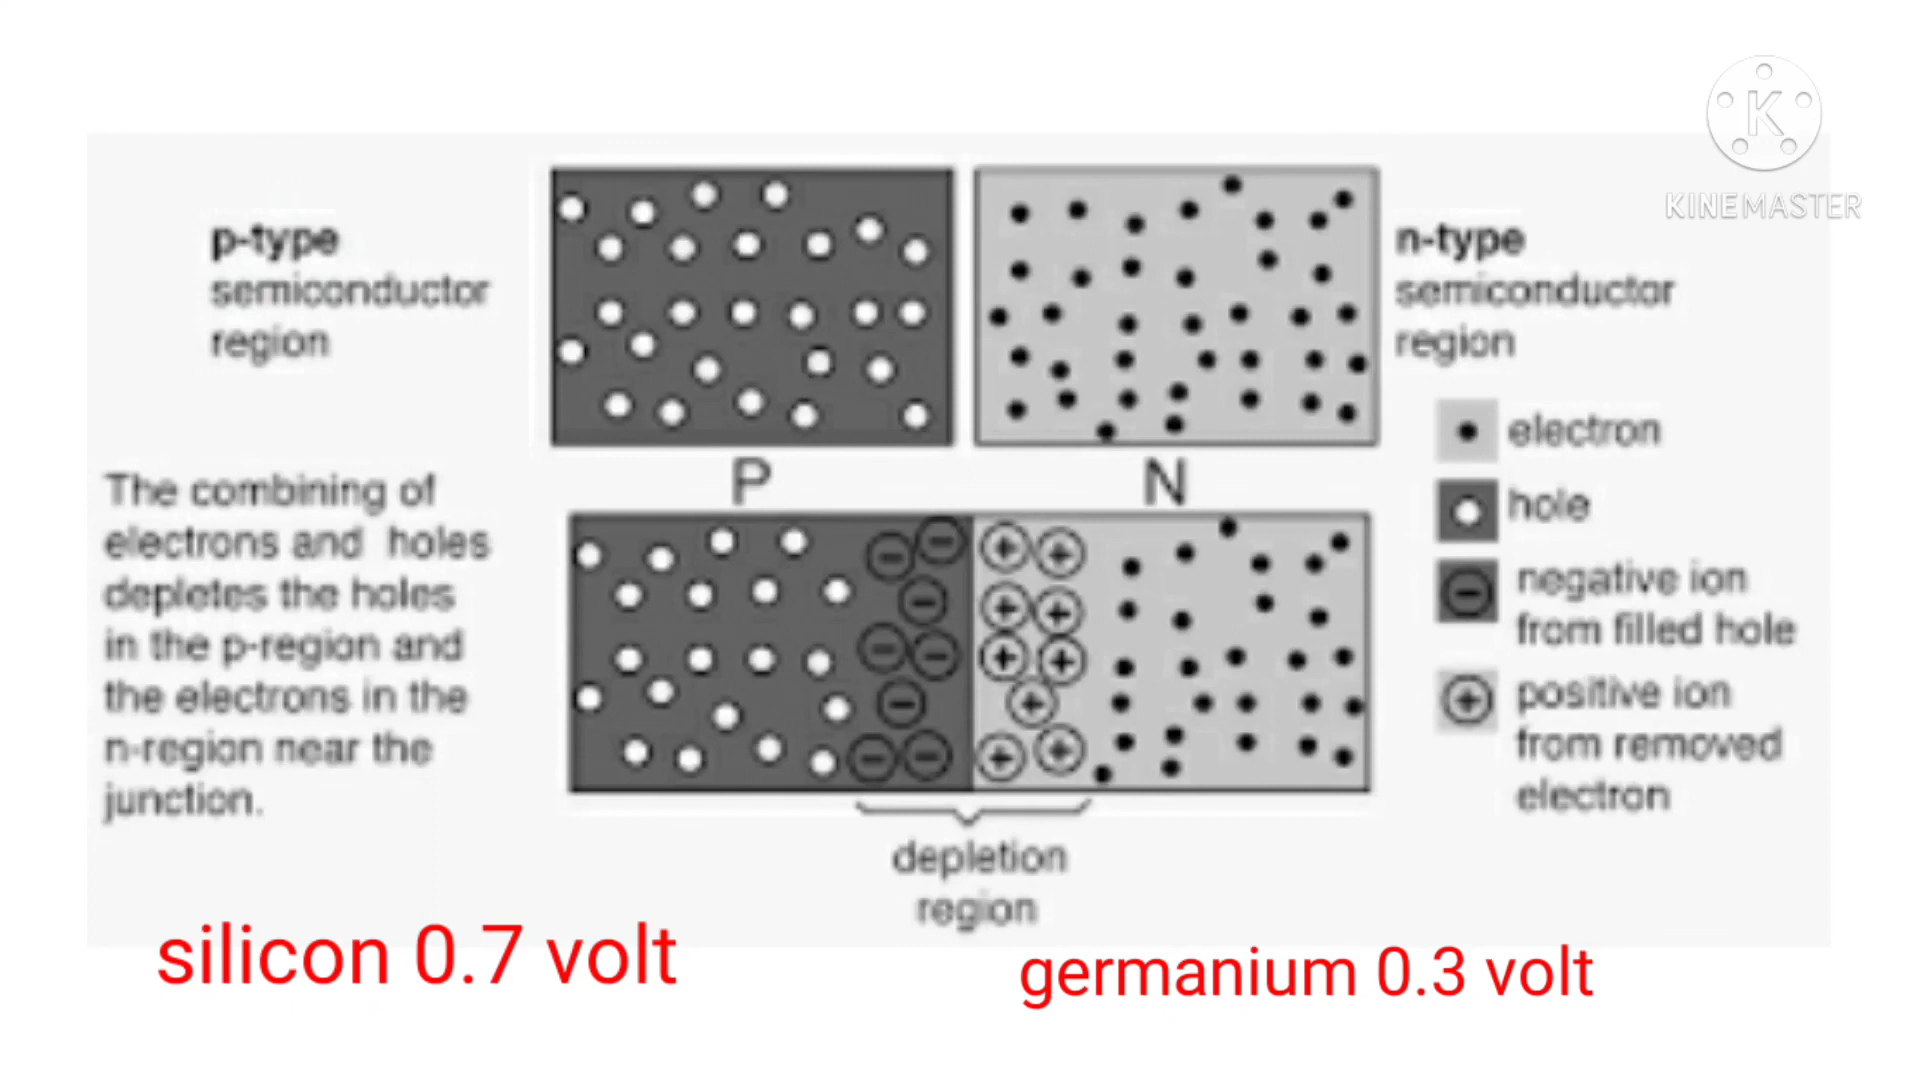 K
KINEMASTER
p-type
semiconductor
region
n-type
semiconductor
region
electron
hole
negative ion
from filled hole
positive ion
from removed
electron
P
N
The combining of
electrons and holes
depletes the holes
in the p-region and
the electrons in the
n-region near the
junction.
depletion
region
silicon 0.7 volt
germanium 0.3 volt